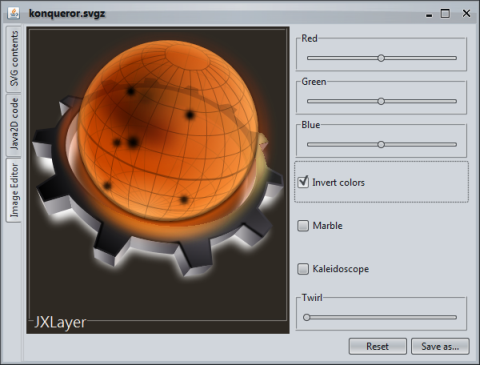 konqueror.svgz
SVG contents
Java2D code
Image Editor
JXLayer
Red
Green
Blue
Invert colors
Marble
Kaleidoscope
Twirl
Reset
Save as...